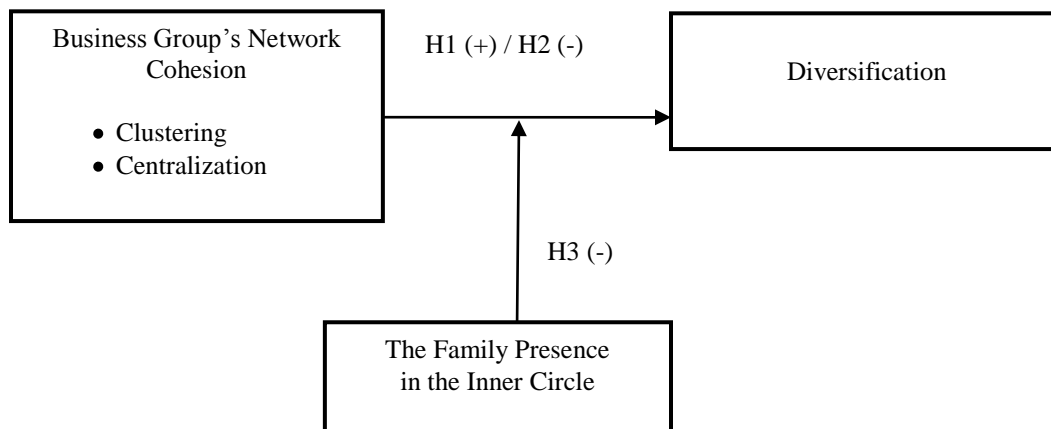 Business Group’s Network
Cohesion
• Clustering
• Centralization
H1 (+) / H2 (-)
Diversification
H3 (-)
The Family Presence
in the Inner Circle